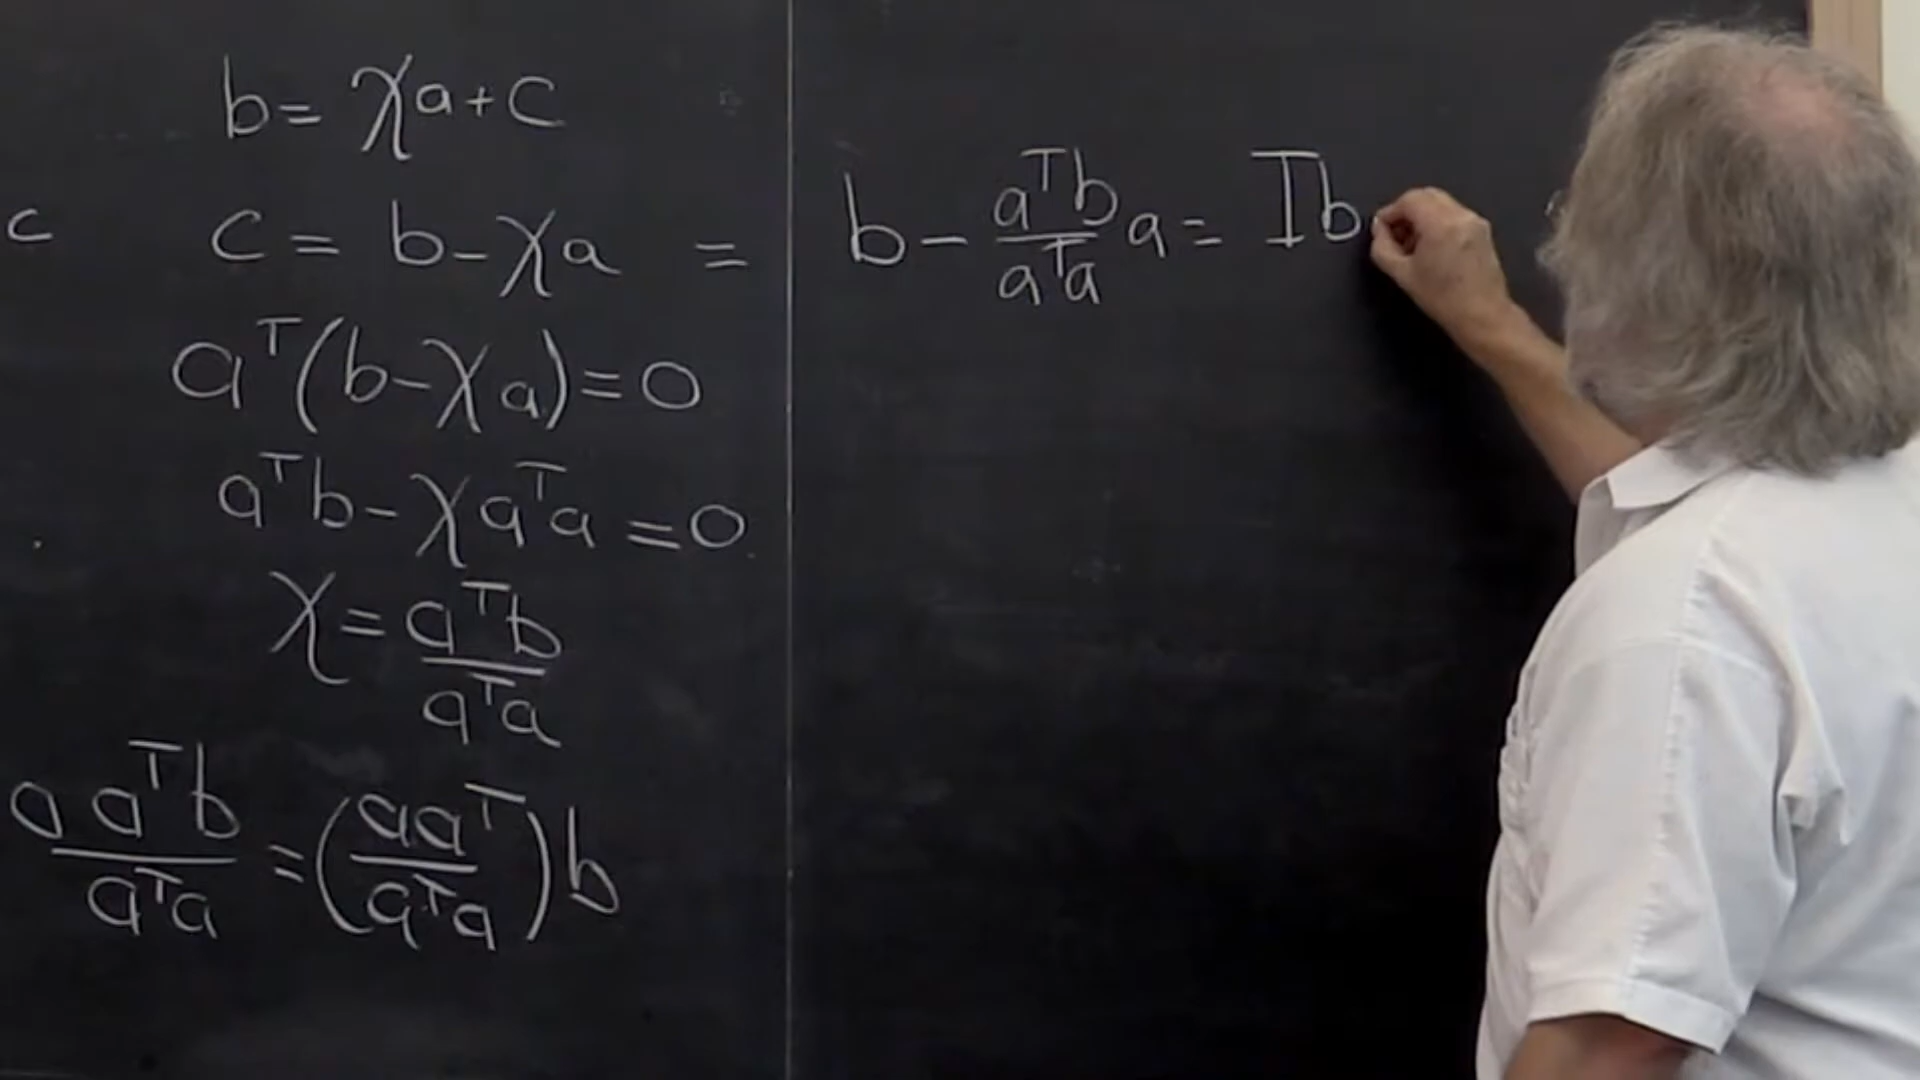 b = χa + c
c
c = b - χa = b - aᵀb/aᵀa a = Ib
aᵀ(b - χa) = 0
aᵀb - χaᵀa = 0
χ = aᵀb/aᵀa
a aᵀb/aᵀa = (aaᵀ/aᵀa)b